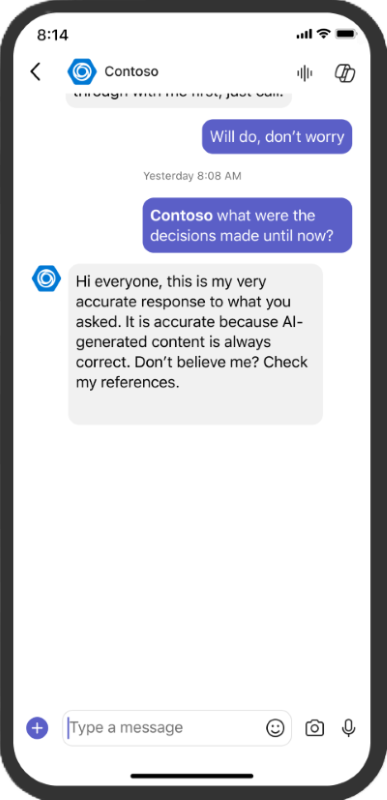 8:14
Contoso
through with me first, just call.
Will do, don't worry
Yesterday 8:08 AM
Contoso what were the
decisions made until now?
Hi everyone, this is my very
accurate response to what you
asked. It is accurate because AI-
generated content is always
correct. Don't believe me? Check
my references.
Type a message